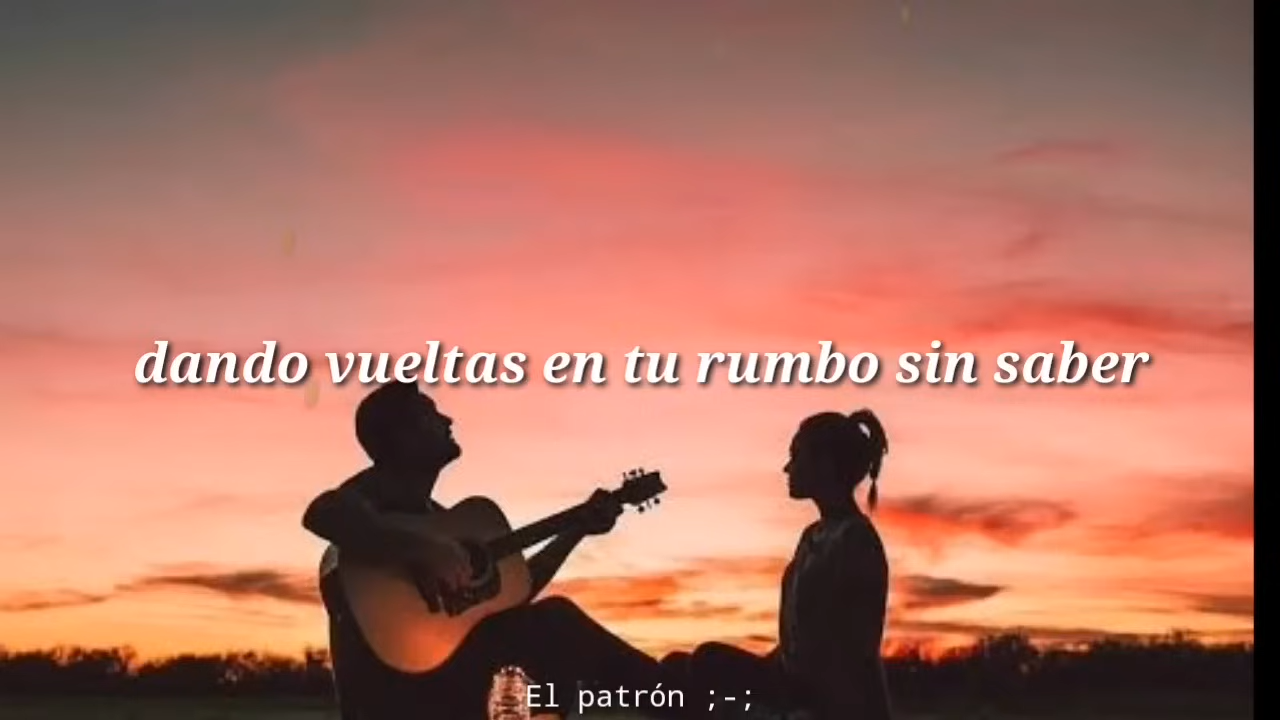 dando vueltas en tu rumbo sin saber
El patrón ;-;